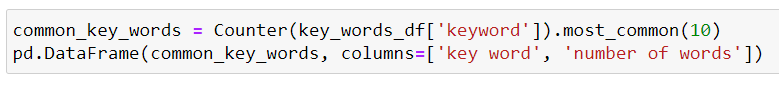 common_key_words = Counter(key_words_df['keyword']).most_common(10)
pd.DataFrame(common_key_words, columns=['key word', 'number of words'])